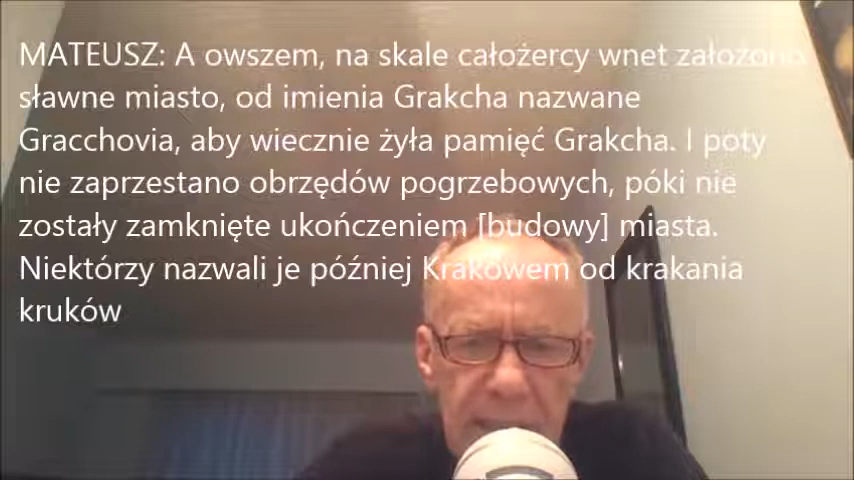 MATEUSZ: A owszem, na skale całożercy wnet założono
sławne miasto, od imienia Grakcha nazwane
Gracchovia, aby wiecznie żyła pamięć Grakcha. I poty
nie zaprzestano obrzędów pogrzebowych, póki nie
zostały zamknięte ukończeniem [budowy] miasta.
Niektórzy nazwali je później Krakówem od krakania
kruków